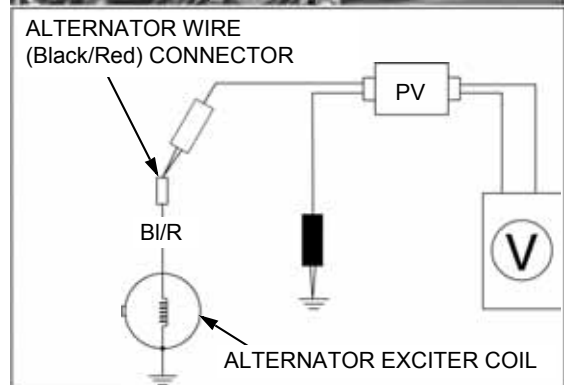 ALTERNATOR WIRE
(Black/Red) CONNECTOR
PV
Bl/R
V
ALTERNATOR EXCITER COIL